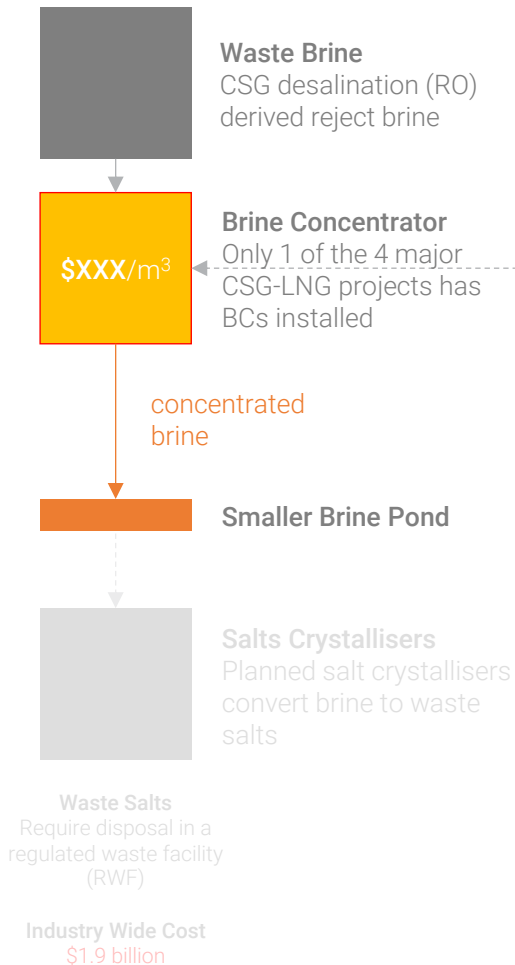 Waste Brine
CSG desalination (RO)
derived reject brine
$XXX/m³
Brine Concentrator
Only 1 of the 4 major
CSG-LNG projects has
BCs installed
concentrated
brine
Smaller Brine Pond
Salts Crystallisers
Planned salt crystallisers
convert brine to waste
salts
Waste Salts
Require disposal in a
regulated waste facility
(RWF)
Industry Wide Cost
$1.9 billion